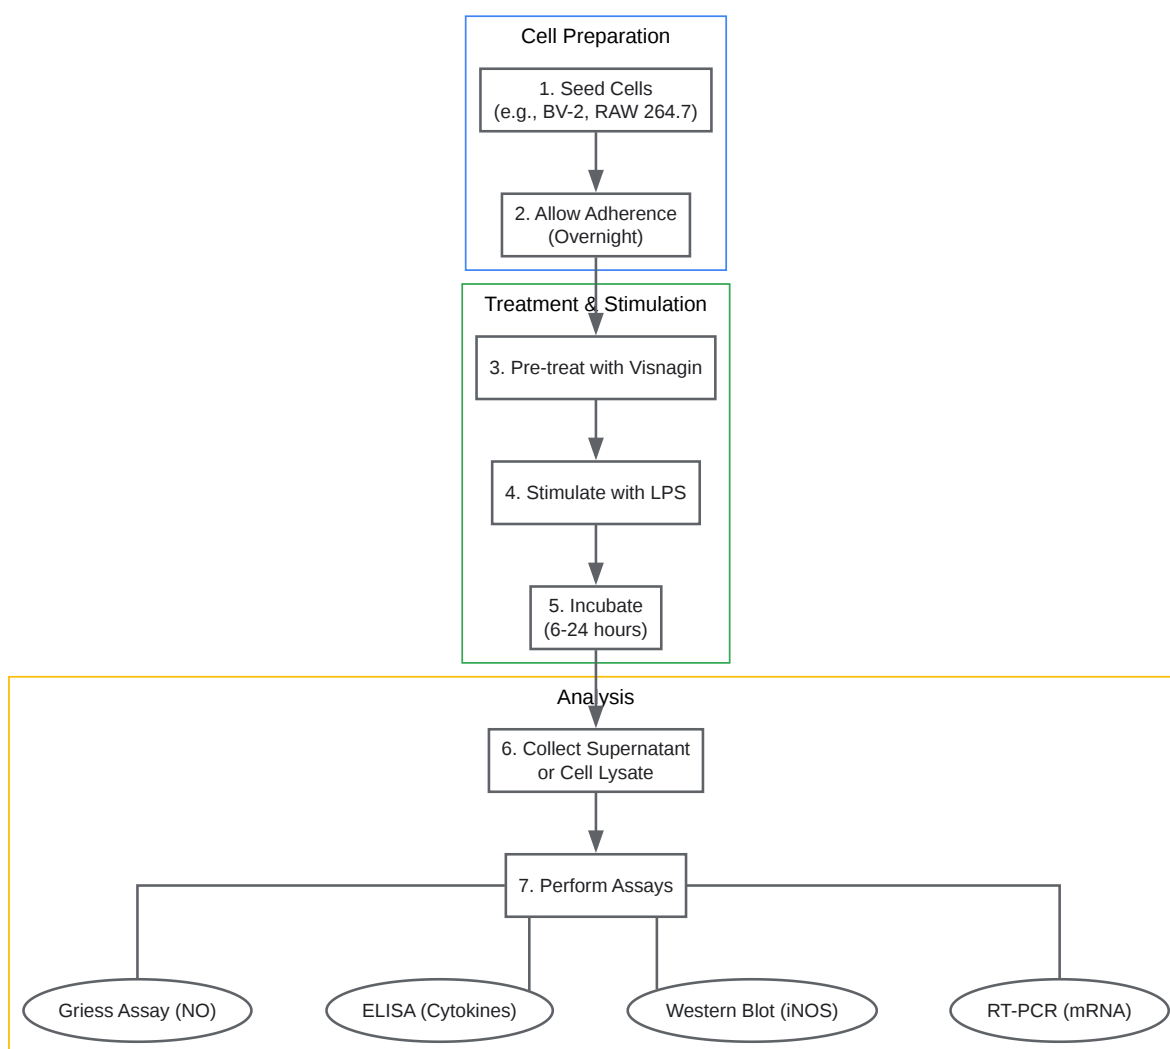 Cell Preparation
1. Seed Cells
(e.g., BV-2, RAW 264.7)
2. Allow Adherence
(Overnight)
Treatment & Stimulation
3. Pre-treat with Visnagin
4. Stimulate with LPS
5. Incubate
(6-24 hours)
Analysis
6. Collect Supernatant
or Cell Lysate
7. Perform Assays
Griess Assay (NO)
ELISA (Cytokines)
Western Blot (iNOS)
RT-PCR (mRNA)